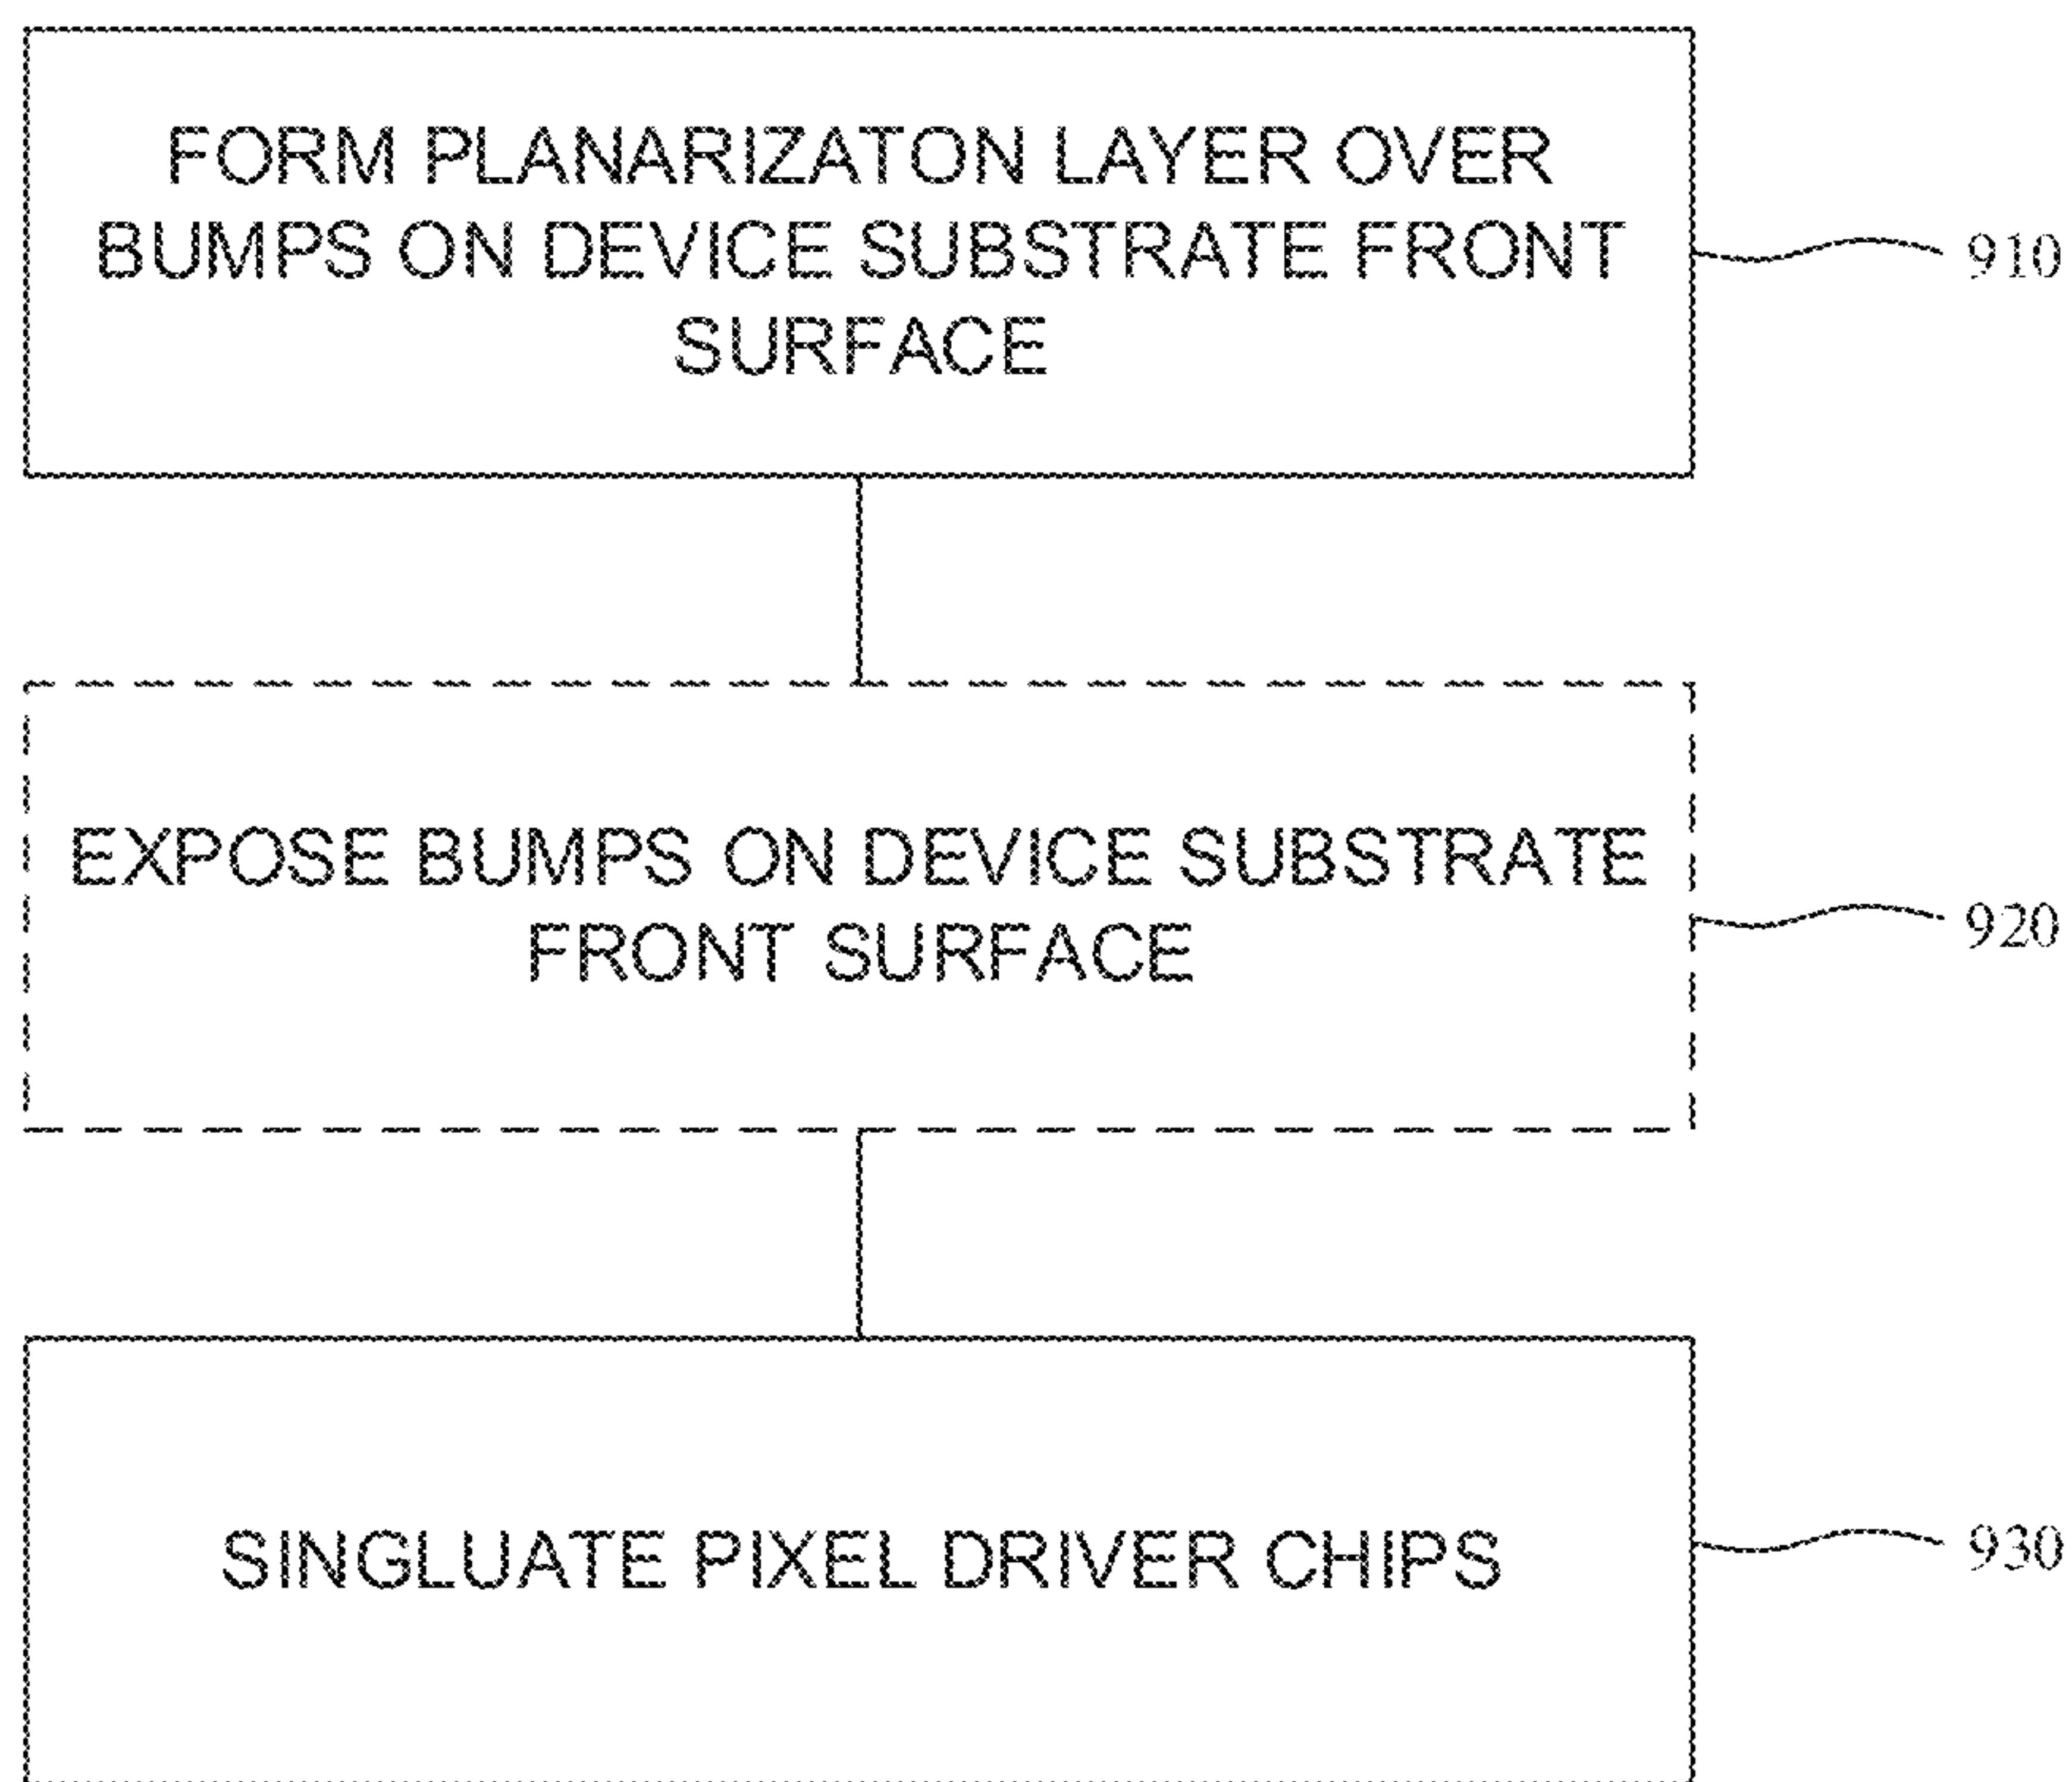 FORM PLANARIZATON LAYER OVER
BUMPS ON DEVICE SUBSTRATE FRONT
SURFACE
910
EXPOSE BUMPS ON DEVICE SUBSTRATE
FRONT SURFACE
920
SINGLUATE PIXEL DRIVER CHIPS
930